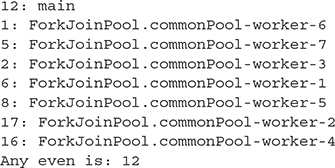 12: main
1: ForkJoinPool.commonPool-worker-6
5: ForkJoinPool.commonPool-worker-7
2: ForkJoinPool.commonPool-worker-3
6: ForkJoinPool.commonPool-worker-1
8: ForkJoinPool.commonPool-worker-5
17: ForkJoinPool.commonPool-worker-2
16: ForkJoinPool.commonPool-worker-4
Any even is: 12